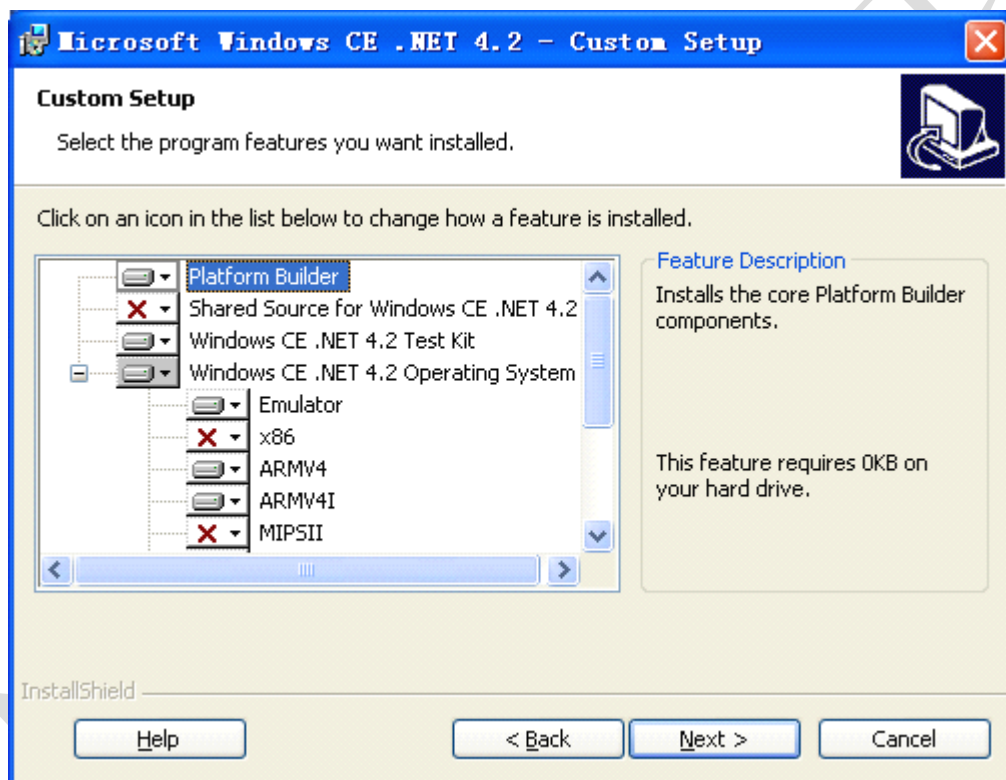 Microsoft Windows CE .NET 4.2 - Custom Setup
Custom Setup
Select the program features you want installed.
Click on an icon in the list below to change how a feature is installed.
Platform Builder
Shared Source for Windows CE .NET 4.2
Windows CE .NET 4.2 Test Kit
Windows CE .NET 4.2 Operating System
Emulator
x86
ARMV4
ARMV4I
MIPSII
Feature Description
Installs the core Platform Builder
components.
This feature requires 0KB on
your hard drive.
InstallShield
Help
< Back
Next >
Cancel